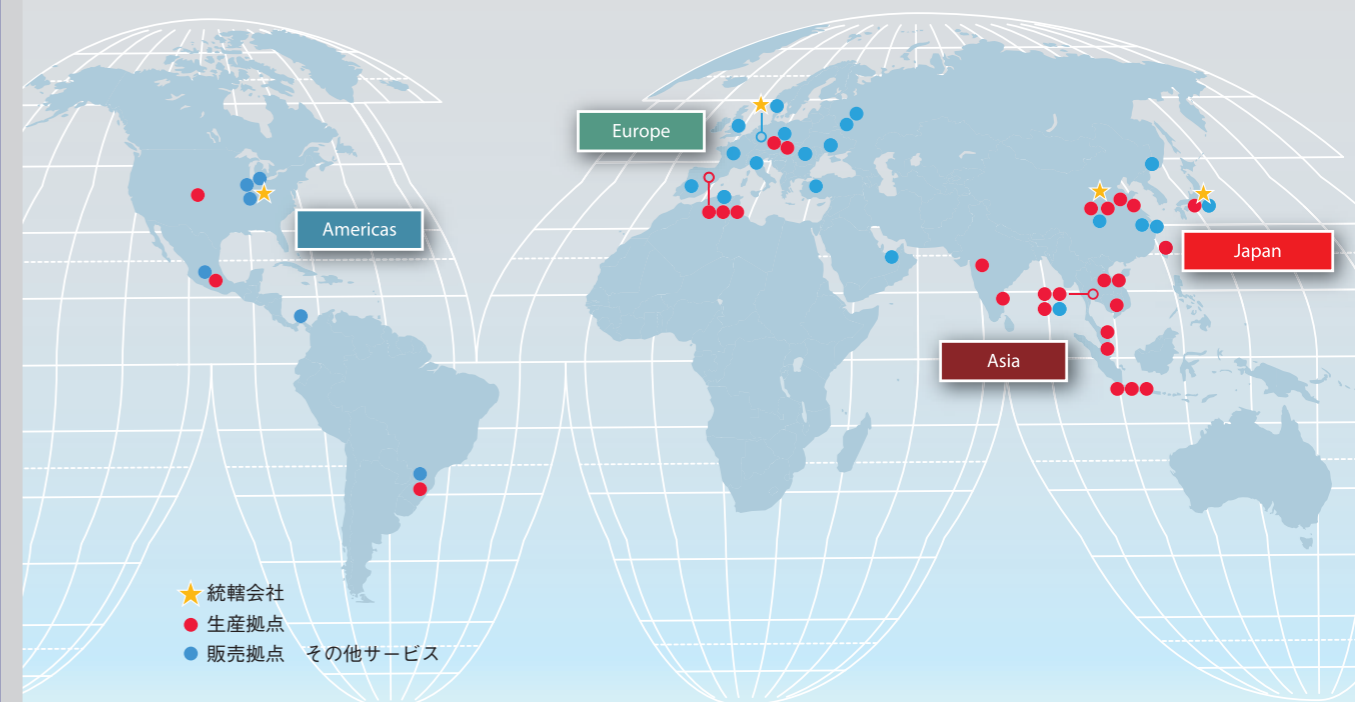 Europe
Americas
Japan
Asia
統轄会社
生産拠点
販売拠点　その他サービス